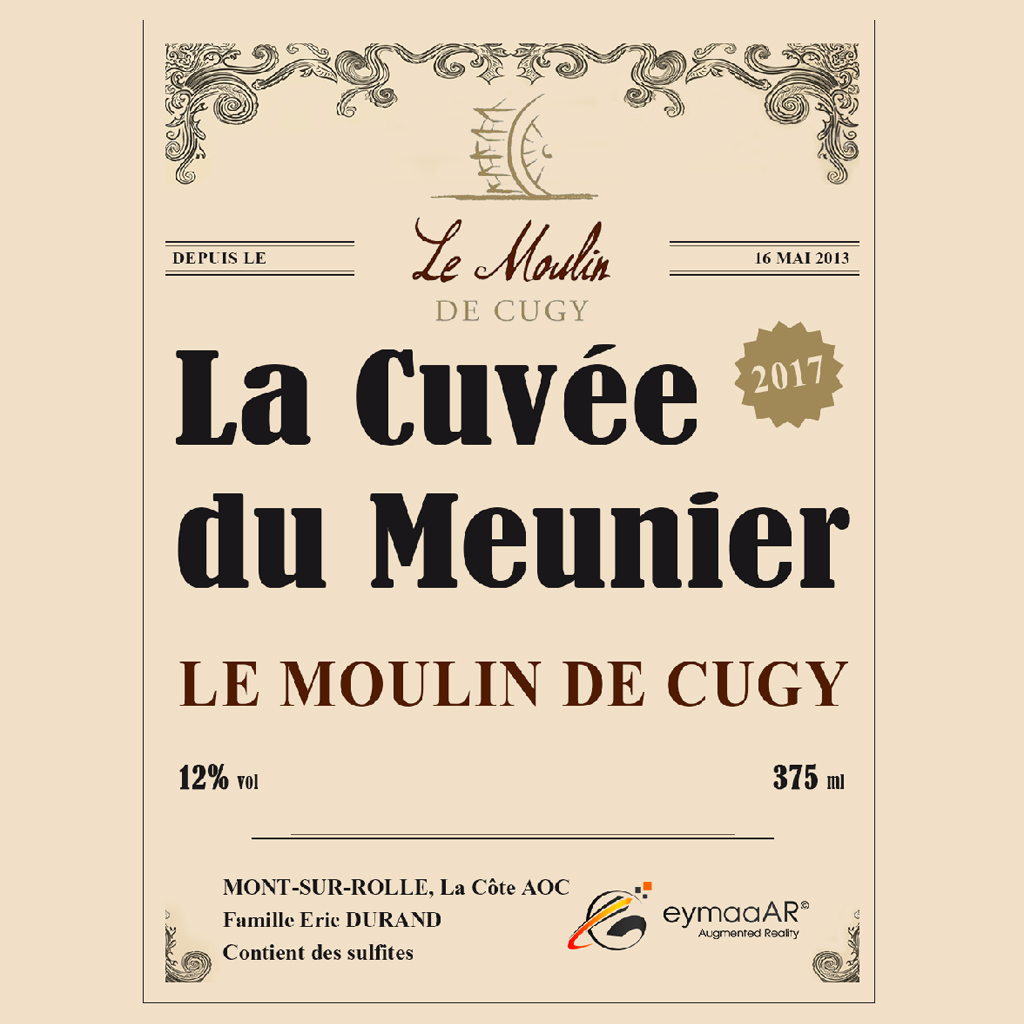 Le Moulin
DE CUGY
DEPUIS LE
16 MAI 2013
La Cuvée
2017
du Meunier
LE MOULIN DE CUGY
12% vol
375 ml
MONT-SUR-ROLLE, La Côte AOC
Famille Eric DURAND
Contient des sulfites
eymaaAR©
Augmented Reality